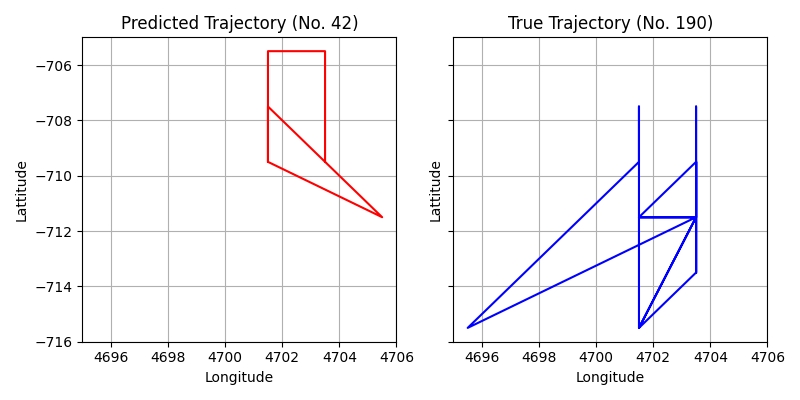 Predicted Trajectory (No. 42)
True Trajectory (No. 190)
Lattitude
−706
−708
−710
−712
−714
−716
4696 4698 4700 4702 4704 4706
Longitude
Lattitude
4696 4698 4700 4702 4704 4706
Longitude